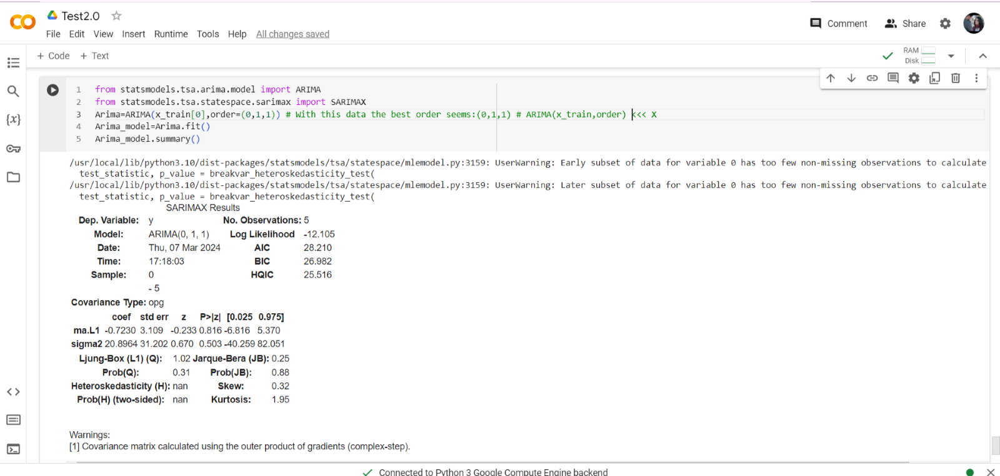 Test2.0
File Edit View Insert Runtime Tools Help All changes saved
Comment Share
+ Code + Text
RAM
Disk
1 from statsmodels.tsa.arima.model import ARIMA
2 from statsmodels.tsa.statespace.sarimax import SARIMAX
3 Arima=ARIMA(x_train[0],order=(0,1,1)) # With this data the best order seems:(0,1,1) # ARIMA(x_train,order) <<< X
4 Arima_model=Arima.fit()
5 Arima_model.summary()
/usr/local/lib/python3.10/dist-packages/statsmodels/tsa/statespace/mlemodel.py:3159: UserWarning: Early subset of data for variable 0 has too few non-missing observations to calculate
test_statistic, p_value = breakvar_heteroskedasticity_test(
/usr/local/lib/python3.10/dist-packages/statsmodels/tsa/statespace/mlemodel.py:3159: UserWarning: Later subset of data for variable 0 has too few non-missing observations to calculate
test_statistic, p_value = breakvar_heteroskedasticity_test(
SARIMAX Results
Dep. Variable: y No. Observations: 5
Model: ARIMA(0, 1, 1) Log Likelihood -12.105
Date: Thu, 07 Mar 2024 AIC 28.210
Time: 17:18:03 BIC 26.982
Sample: 0 HQIC 25.516
- 5
Covariance Type: opg
coef std err z P>|z| [0.025 0.975]
ma.L1 -0.7230 3.109 -0.233 0.816 -6.816 5.370
sigma2 20.8964 31.202 0.670 0.503 -40.259 82.051
Ljung-Box (L1) (Q): 1.02 Jarque-Bera (JB): 0.25
Prob(Q): 0.31 Prob(JB): 0.88
Heteroskedasticity (H): nan Skew: 0.32
Prob(H) (two-sided): nan Kurtosis: 1.95
Warnings:
[1] Covariance matrix calculated using the outer product of gradients (complex-step).
Connected to Python 3 Google Compute Engine backend